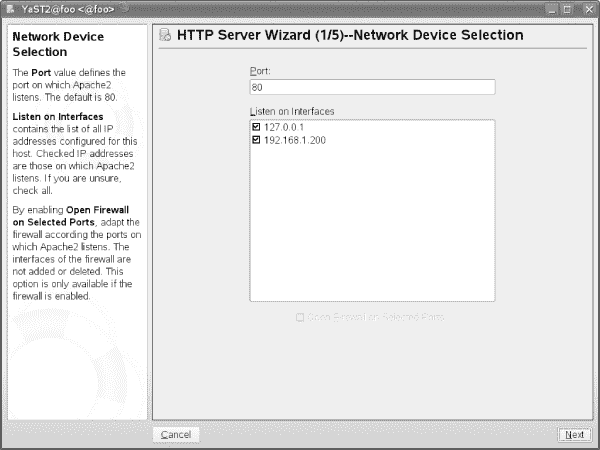 YaST2@foo <@foo>
Network Device
Selection
The Port value defines the
port on which Apache2
listens. The default is 80.
Listen on Interfaces
contains the list of all IP
addresses configured for this
host. Checked IP addresses
are those on which Apache2
listens. If you are unsure,
check all.
By enabling Open Firewall
on Selected Ports, adapt the
firewall according the ports on
which Apache2 listens. The
interfaces of the firewall are
not added or deleted. This
option is only available if the
firewall is enabled.
HTTP Server Wizard (1/5)--Network Device Selection
Port:
80
Listen on Interfaces
127.0.0.1
192.168.1.200
Open Firewall on Selected Ports
Cancel
Next